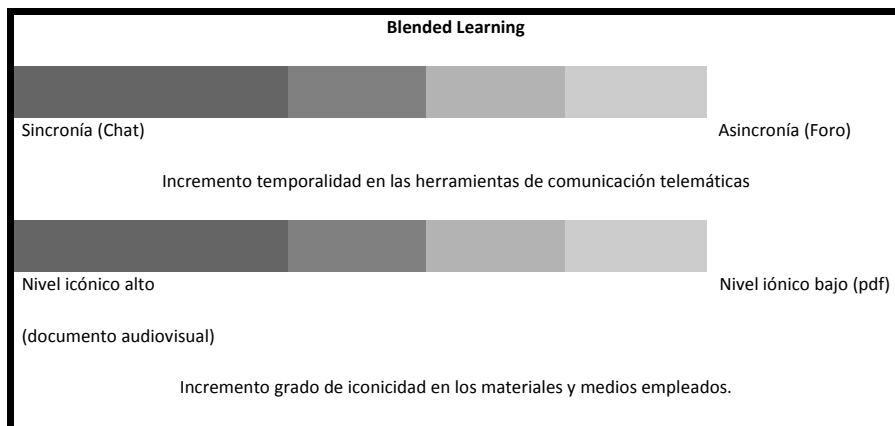 Blended Learning
Sincronía (Chat) Asincronía (Foro)
Incremento temporalidad en las herramientas de comunicación telemáticas
Nivel icónico alto Nivel iónico bajo (pdf)
(documento audiovisual)
Incremento grado de iconicidad en los materiales y medios empleados.